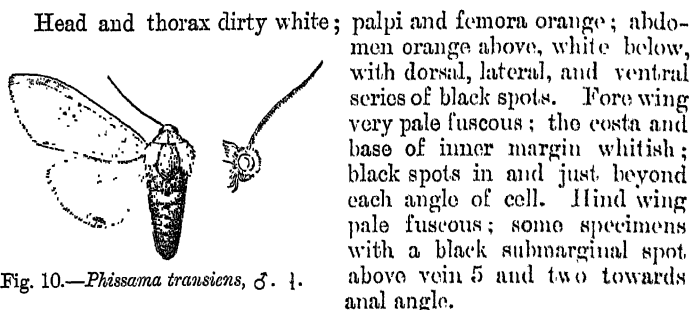 Head and thorax dirty white; palpi and femora orange; abdo-
men orange above, white below,
with dorsal, lateral, and ventral
series of black spots. Fore wing
very pale fuscous; the costa and
base of inner margin whitish;
black spots in and just beyond
each angle of cell. Hind wing
pale fuscous; some specimens
with a black submarginal spot
above vein 5 and two towards
anal angle.
Fig. 10.—Phissama transiens, ♂.